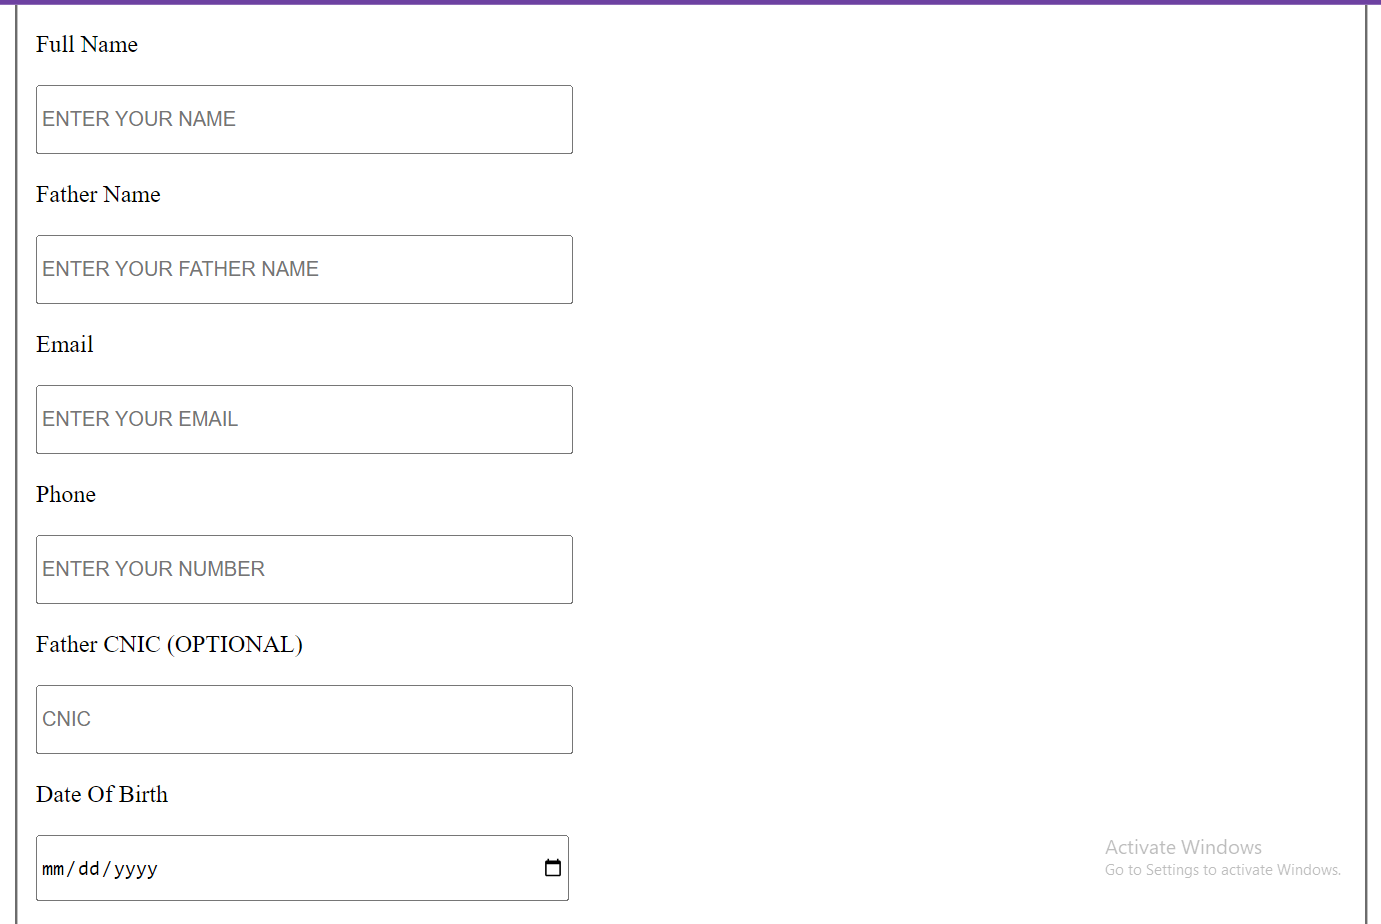 Full Name
ENTER YOUR NAME
Father Name
ENTER YOUR FATHER NAME
Email
ENTER YOUR EMAIL
Phone
ENTER YOUR NUMBER
Father CNIC (OPTIONAL)
CNIC
Date Of Birth
mm/dd/yyyy
Activate Windows
Go to Settings to activate Windows.